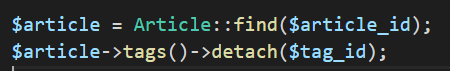 $article = Article::find($article_id);
$article->tags()->detach($tag_id);